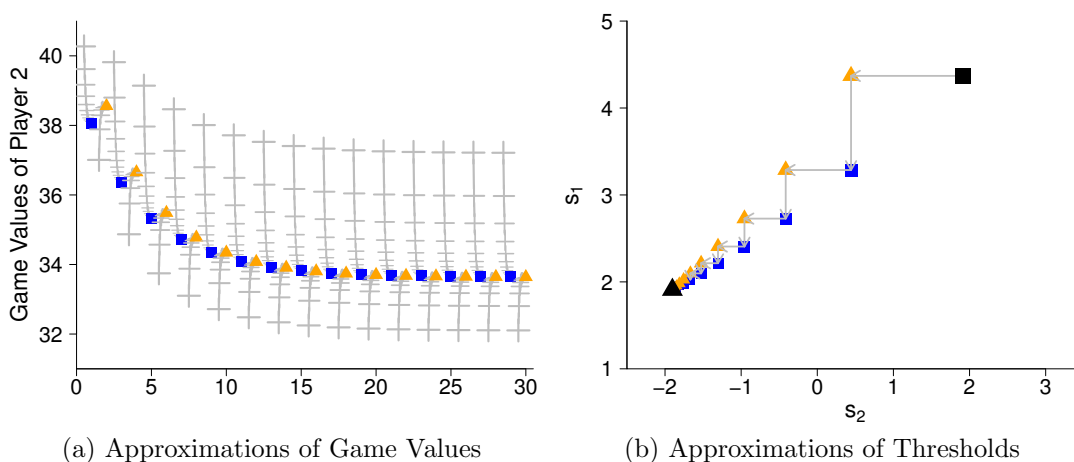 Game Values of Player 2
40
38
36
34
32
0 5 10 15 20 25 30
(a) Approximations of Game Values
s1
5
4
3
2
1
−2 −1 0 1 2 3
s2
(b) Approximations of Thresholds